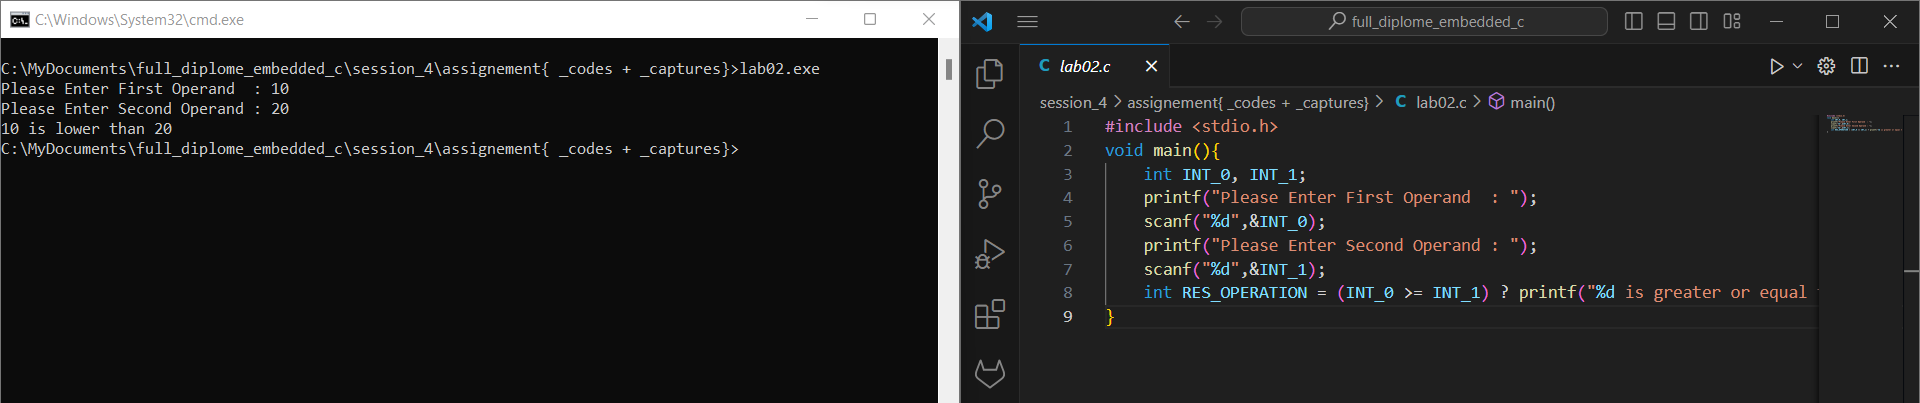 C:\Windows\System32\cmd.exe
C:\MyDocuments\full_diplome_embedded_c\session_4\assignement{ _codes + _captures}>lab02.exe
Please Enter First Operand  : 10
Please Enter Second Operand : 20
10 is lower than 20
C:\MyDocuments\full_diplome_embedded_c\session_4\assignement{ _codes + _captures}>
full_diplome_embedded_c
C lab02.c
session_4 > assignement{ _codes + _captures} > C lab02.c > main()
1 #include <stdio.h>
2 void main(){
3     int INT_0, INT_1;
4     printf("Please Enter First Operand  : ");
5     scanf("%d",&INT_0);
6     printf("Please Enter Second Operand : ");
7     scanf("%d",&INT_1);
8     int RES_OPERATION = (INT_0 >= INT_1) ? printf("%d is greater or equal
9 }